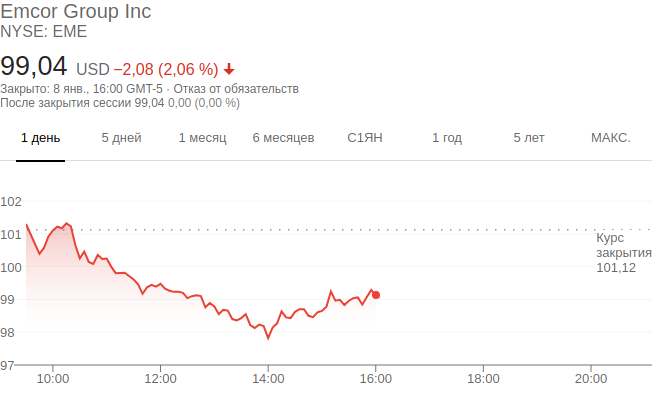 Emcor Group Inc
NYSE: EME
99,04 USD −2,08 (2,06 %)
Закрыто: 8 янв., 16:00 GMT-5 · Отказ от обязательств
После закрытия сессии 99,04 0,00 (0,00 %)
1 день 5 дней 1 месяц 6 месяцев С1ЯН 1 год 5 лет МАКС.
102
101
Курс
закрытия
101,12
100
99
98
97
10:00 12:00 14:00 16:00 18:00 20:00